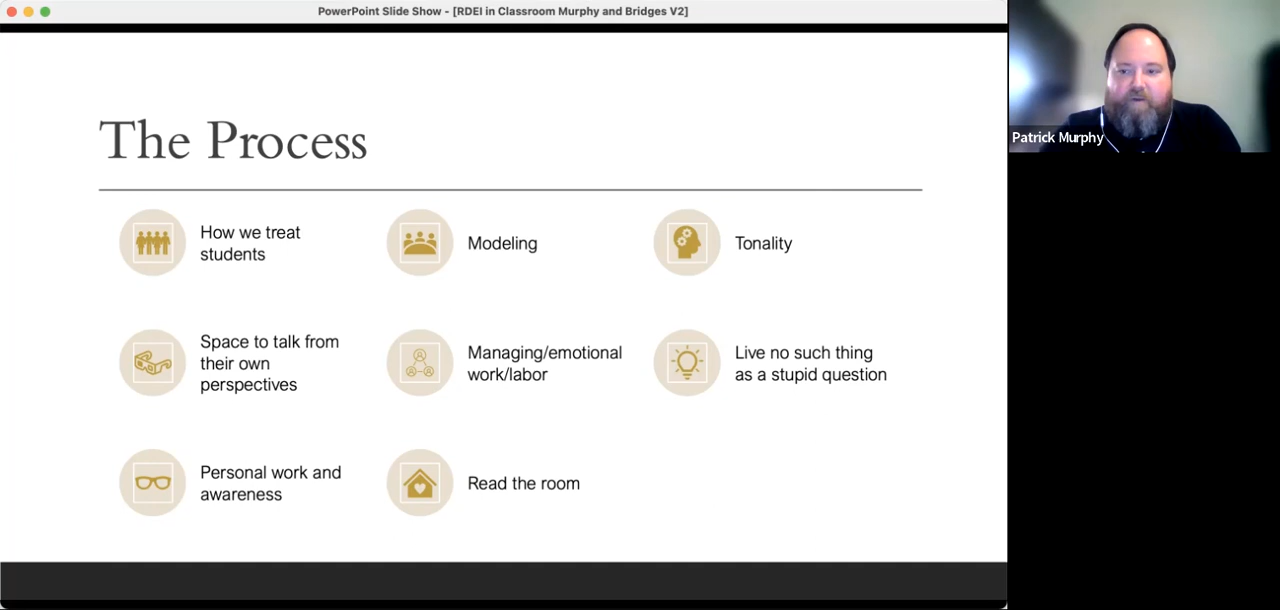 PowerPoint Slide Show - [RDEI in Classroom Murphy and Bridges V2]
The Process
How we treat
students
Modeling
Tonality
Space to talk from
their own
perspectives
Managing/emotional
work/labor
Live no such thing
as a stupid question
Personal work and
awareness
Read the room
Patrick Murphy